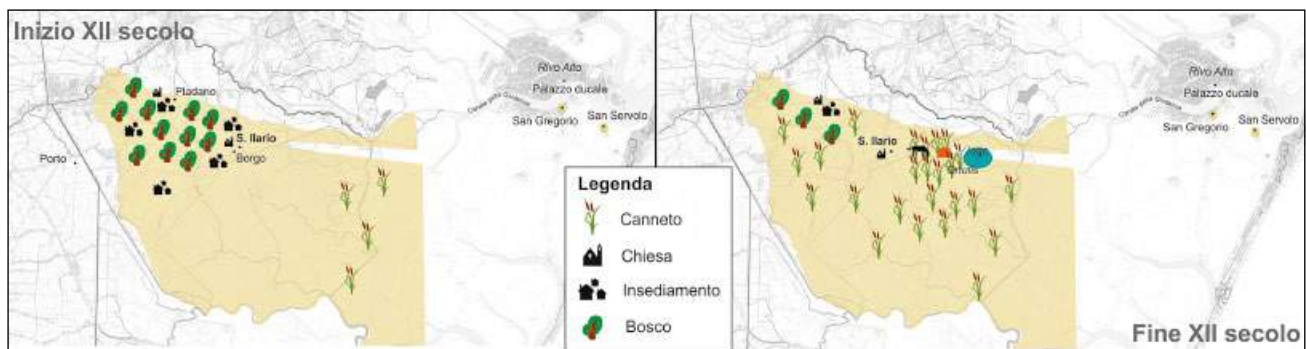 Inizio XII secolo
Pladano
S. Ilario
Borgo
Porto
Rivo Alto
Palazzo ducale
San Gregorio
San Servolo
Legenda
Canneto
Chiesa
Insediamento
Bosco
S. Ilario
Rivo Alto
Palazzo ducale
San Gregorio
San Servolo
Fine XII secolo